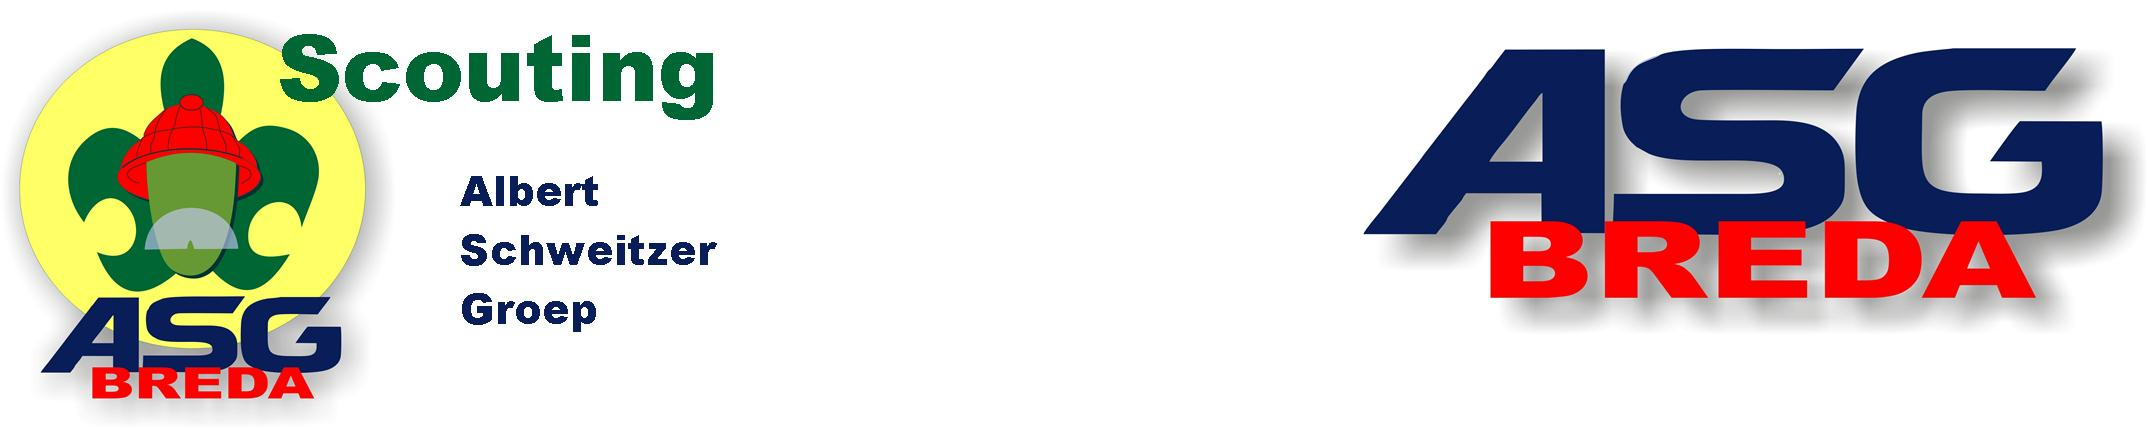 Scouting
Albert
Schweitzer
Groep
ASG
BREDA
ASG
BREDA